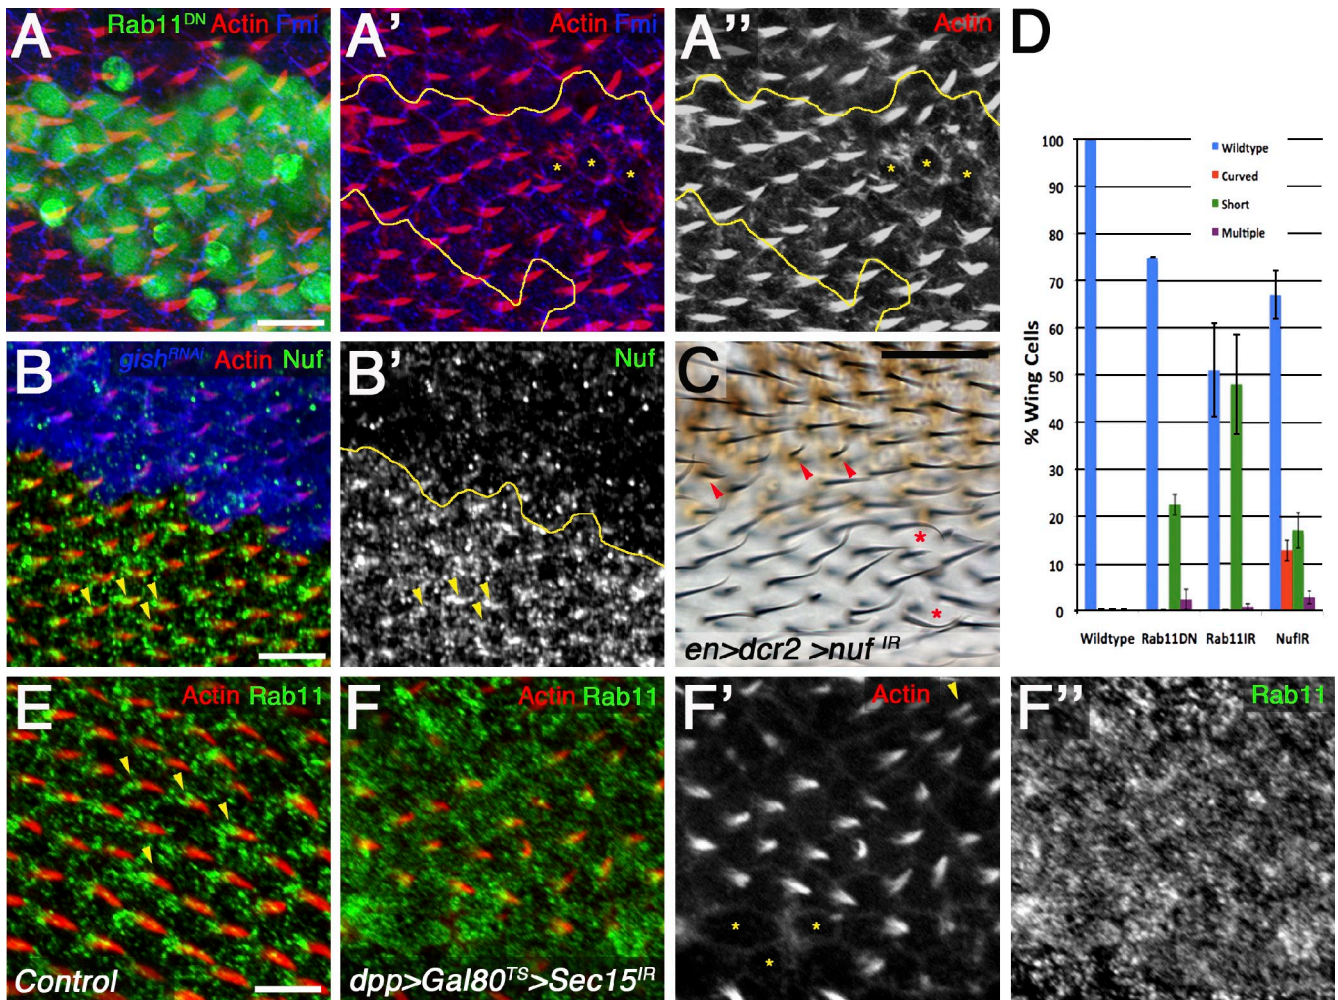 A Rab11DN Actin Fmi
A’ Actin Fmi
A’’ Actin
D
100
90
80
70
60
50
40
30
20
10
0
% Wing Cells
Wildtype
Curved
Short
Multiple
Wildtype Rab11DN Rab11IR NufIR
B gishRNAi Actin Nuf
B’ Nuf
C
en>dcr2 >nuf IR
E Actin Rab11
Control
F Actin Rab11
dpp>Gal80TS>Sec15IR
F’ Actin
F’’ Rab11